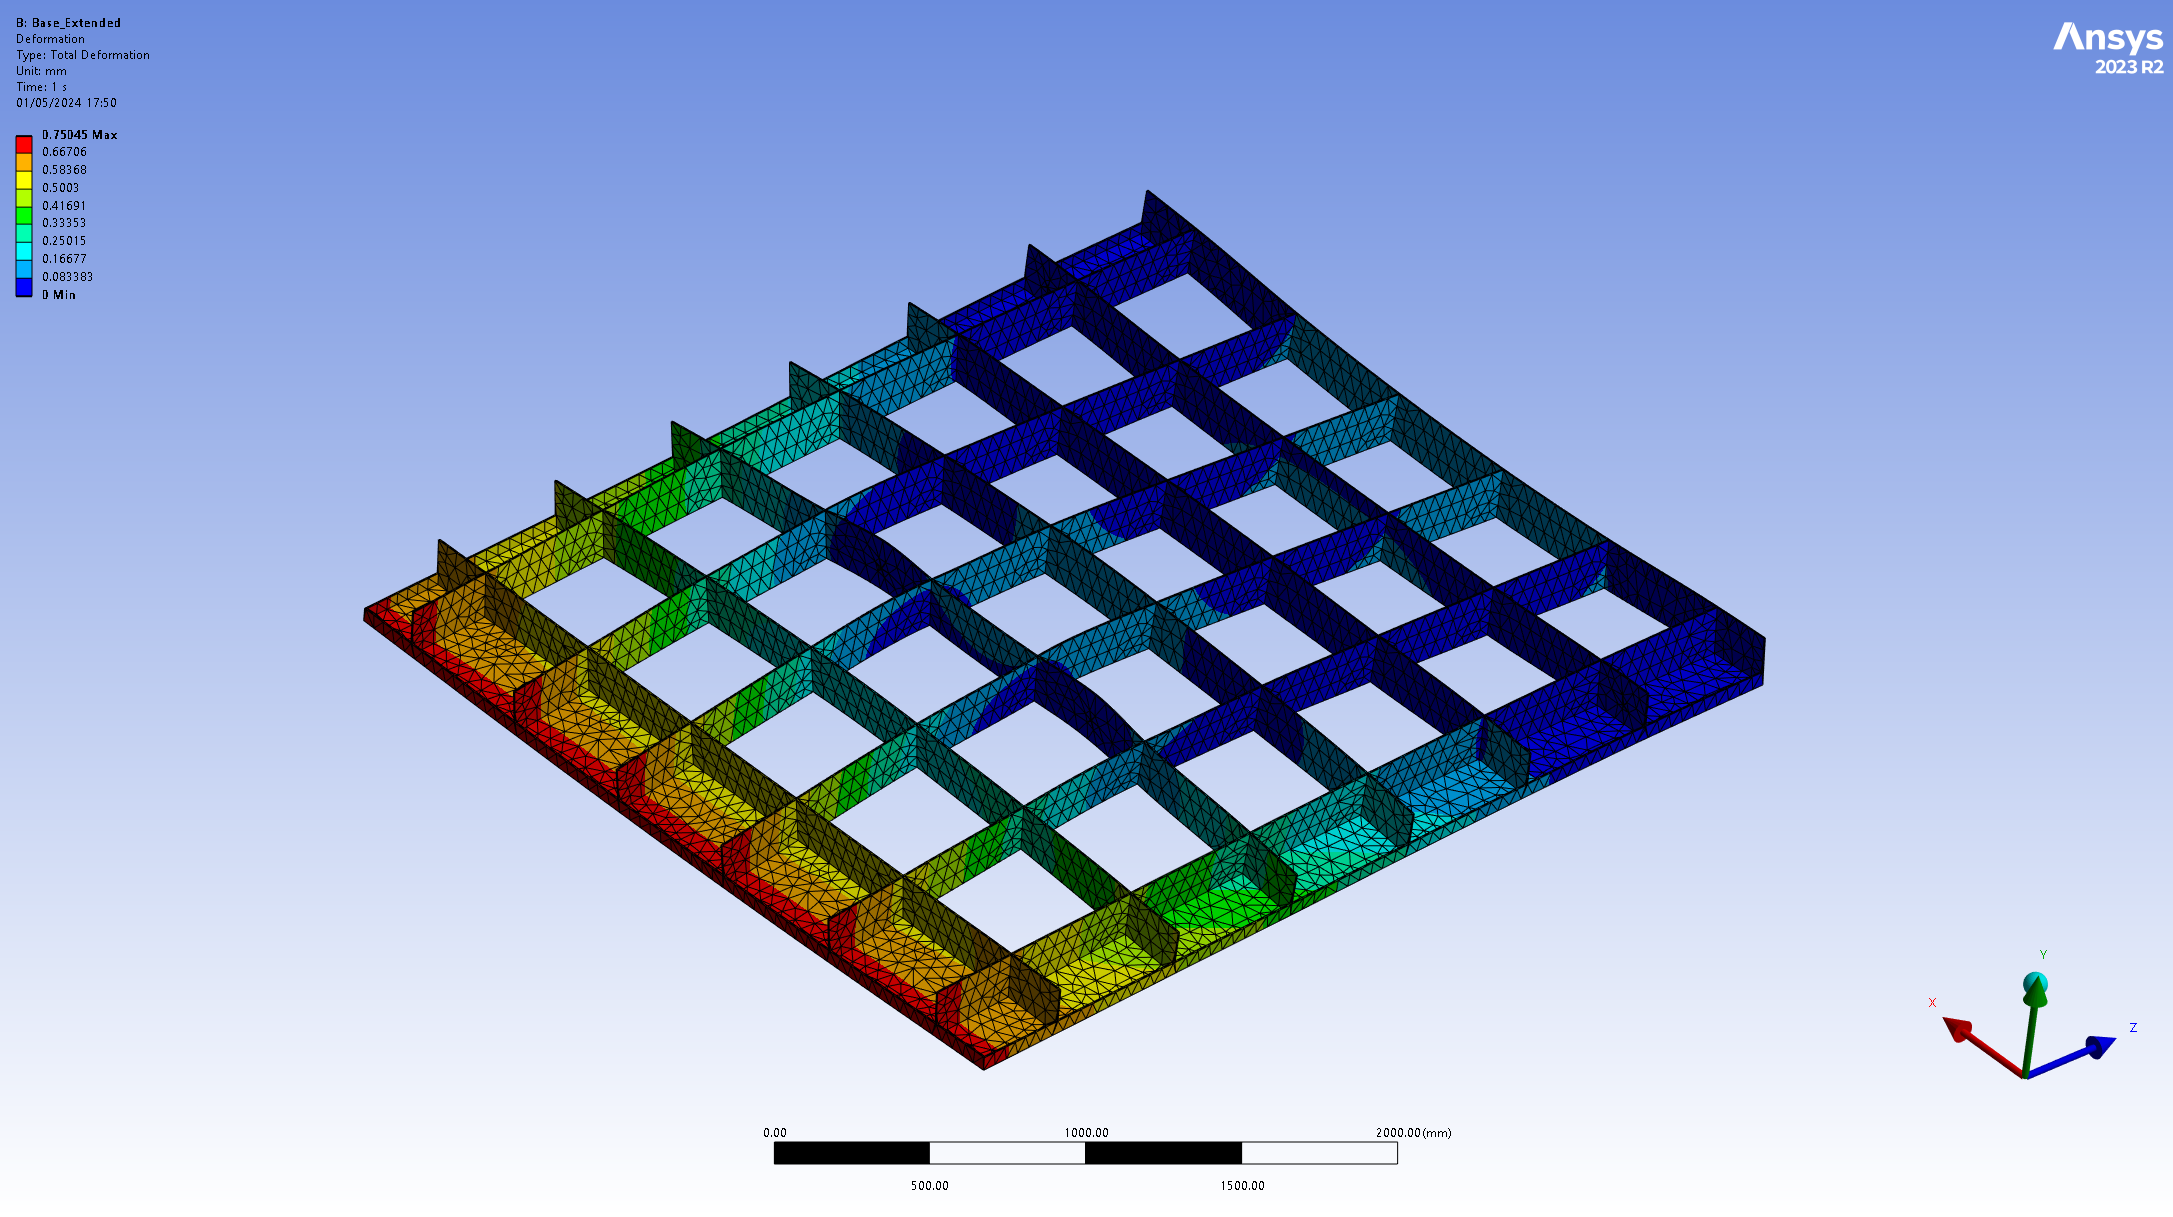 B: Base_Extended
Deformation
Type: Total Deformation
Unit: mm
Time: 1 s
01/05/2024 17:50
0.75045 Max
0.66706
0.58368
0.5003
0.41691
0.33353
0.25015
0.16677
0.083383
0 Min
Ansys
2023 R2
Y
X
Z
0.00
1000.00
2000.00(mm)
500.00
1500.00